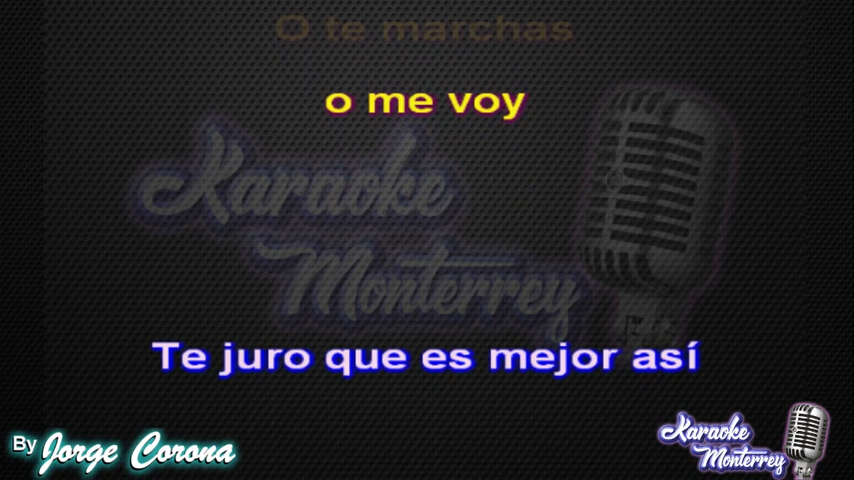 O te marchas
o me voy
Karaoke
Monterrey
Te juro que es mejor así
By Jorge Corona
Karaoke
Monterrey